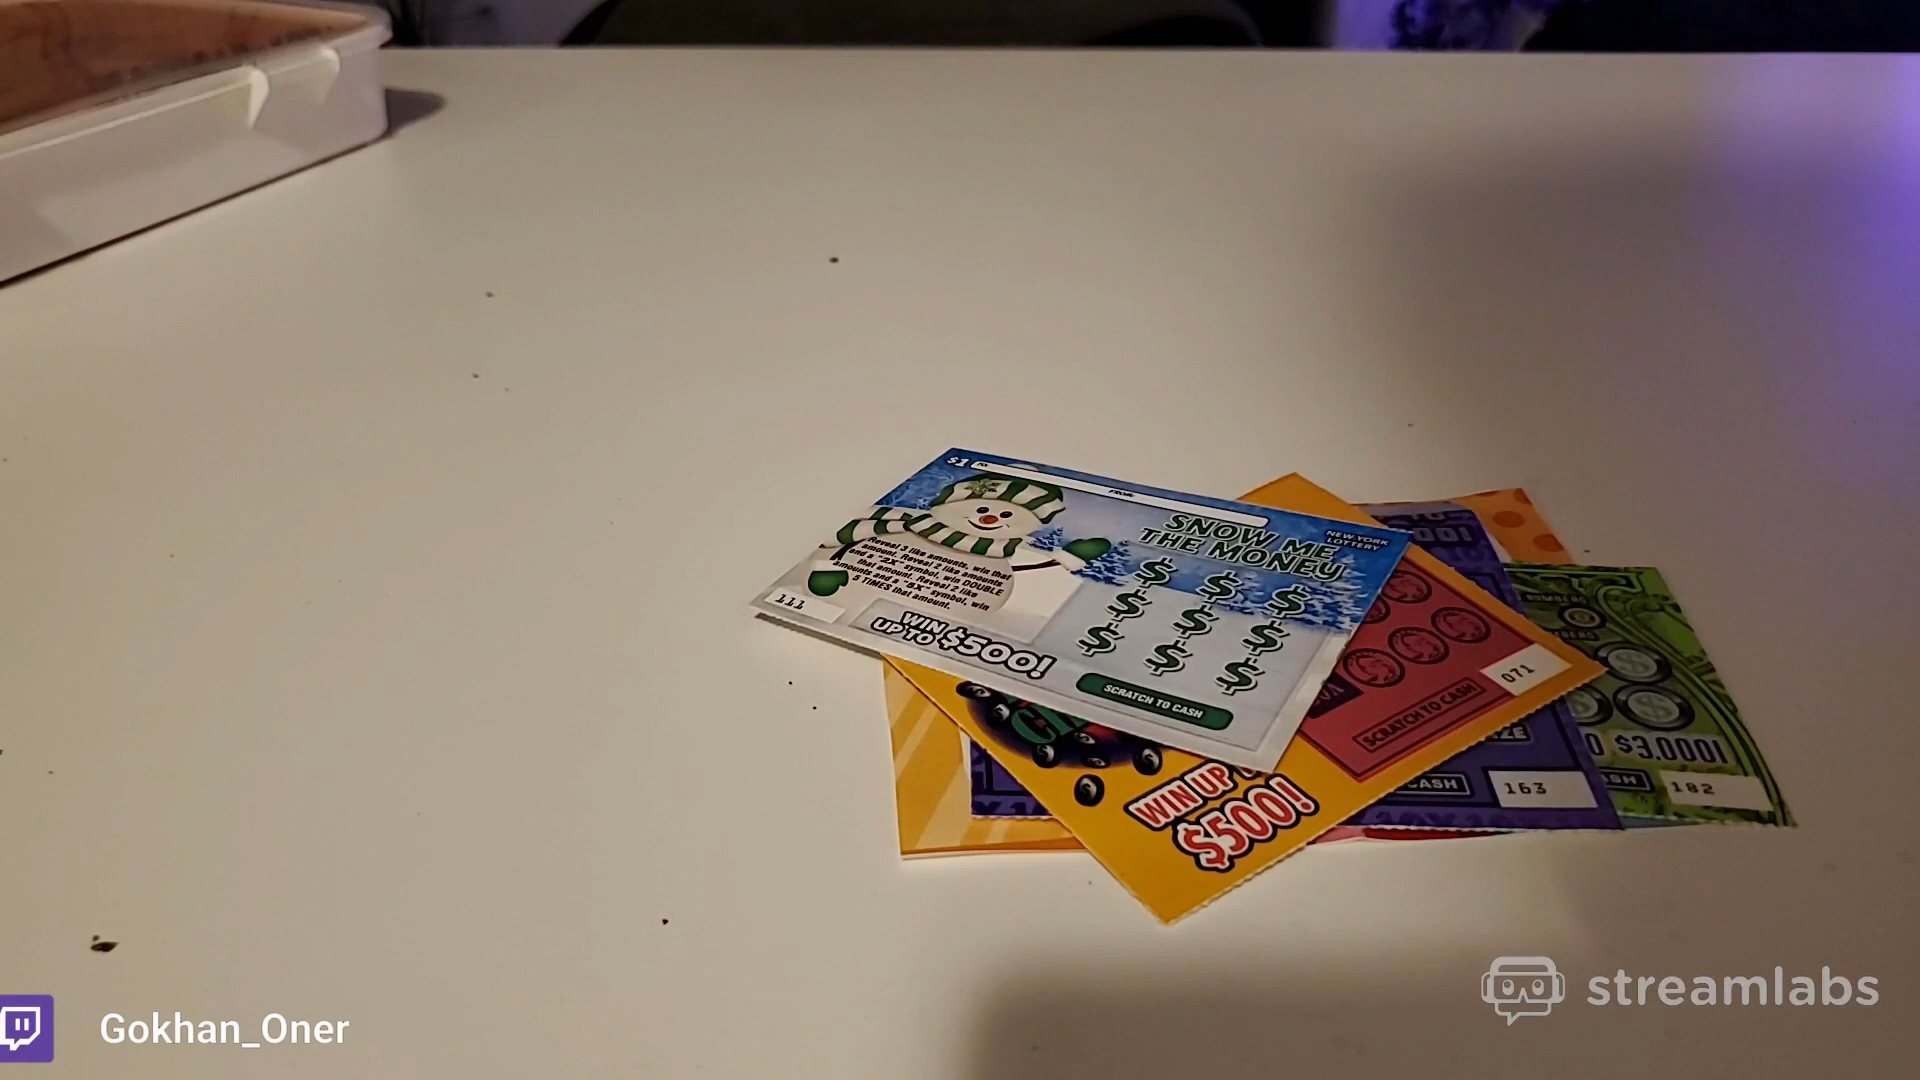 $1
TO:
FROM:
SNOW ME
THE MONEY
NEW YORK
LOTTERY
Reveal 3 like amounts, win that
amount. Reveal 2 like amounts
and a "2X" symbol, win DOUBLE
that amount. Reveal 2 like
amounts and a "5X" symbol, win
5 TIMES that amount.
111
WIN
UP TO $500!
SCRATCH TO CASH
071
SCRATCH TO CASH
WIN UP
$500!
CASH
163
$3,000!
182
streamlabs
Gokhan_Oner